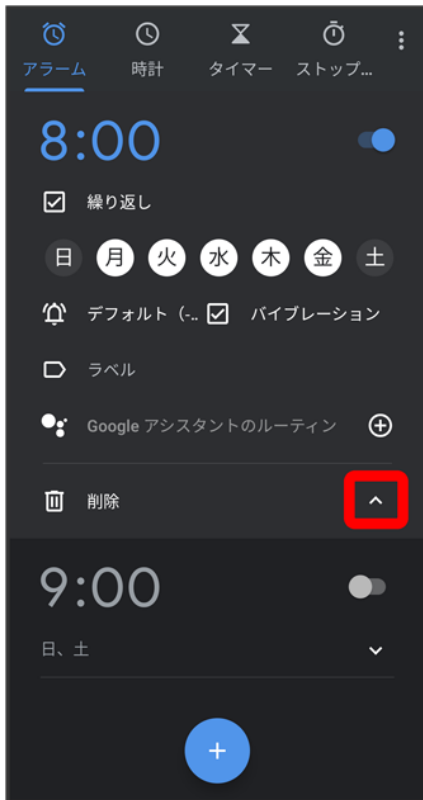 アラーム 時計 タイマー ストップ...
8:00
繰り返し
日 月 火 水 木 金 土
デフォルト (-.. バイブレーション
ラベル
Google アシスタントのルーティン
削除
9:00
日、土